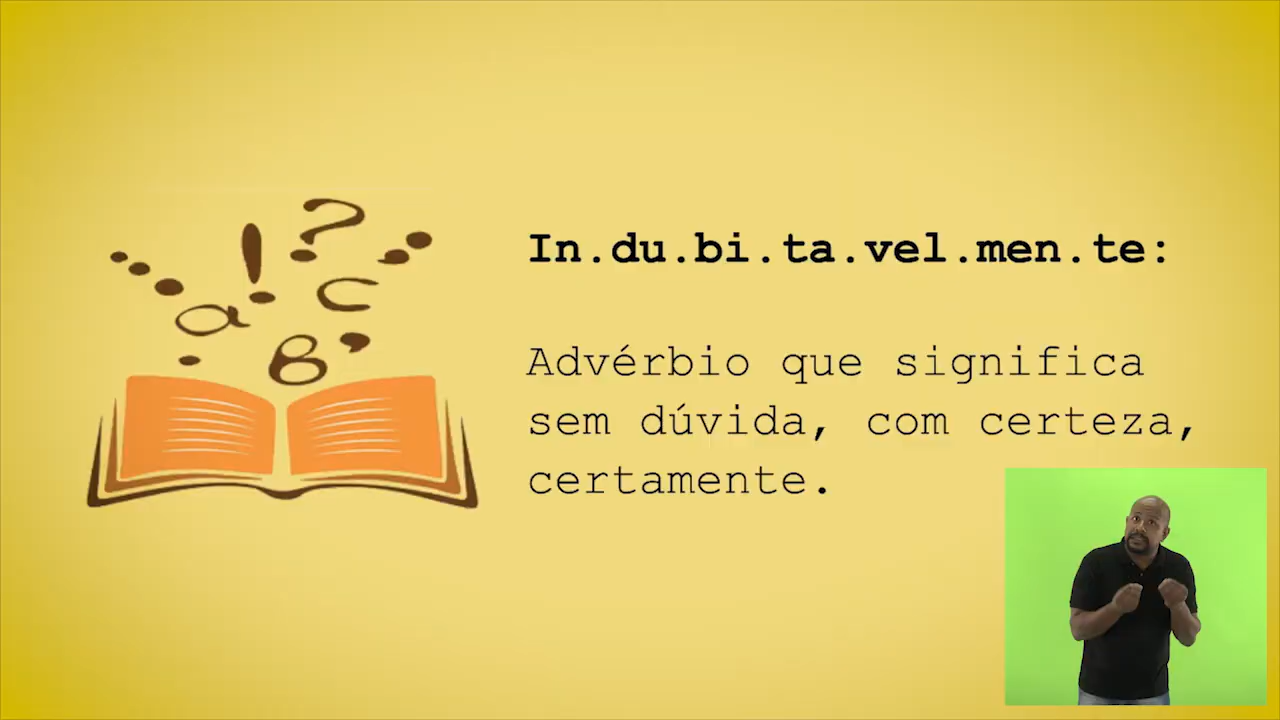 In.du.bi.ta.vel.men.te:
Advérbio que significa
sem dúvida, com certeza,
certamente.